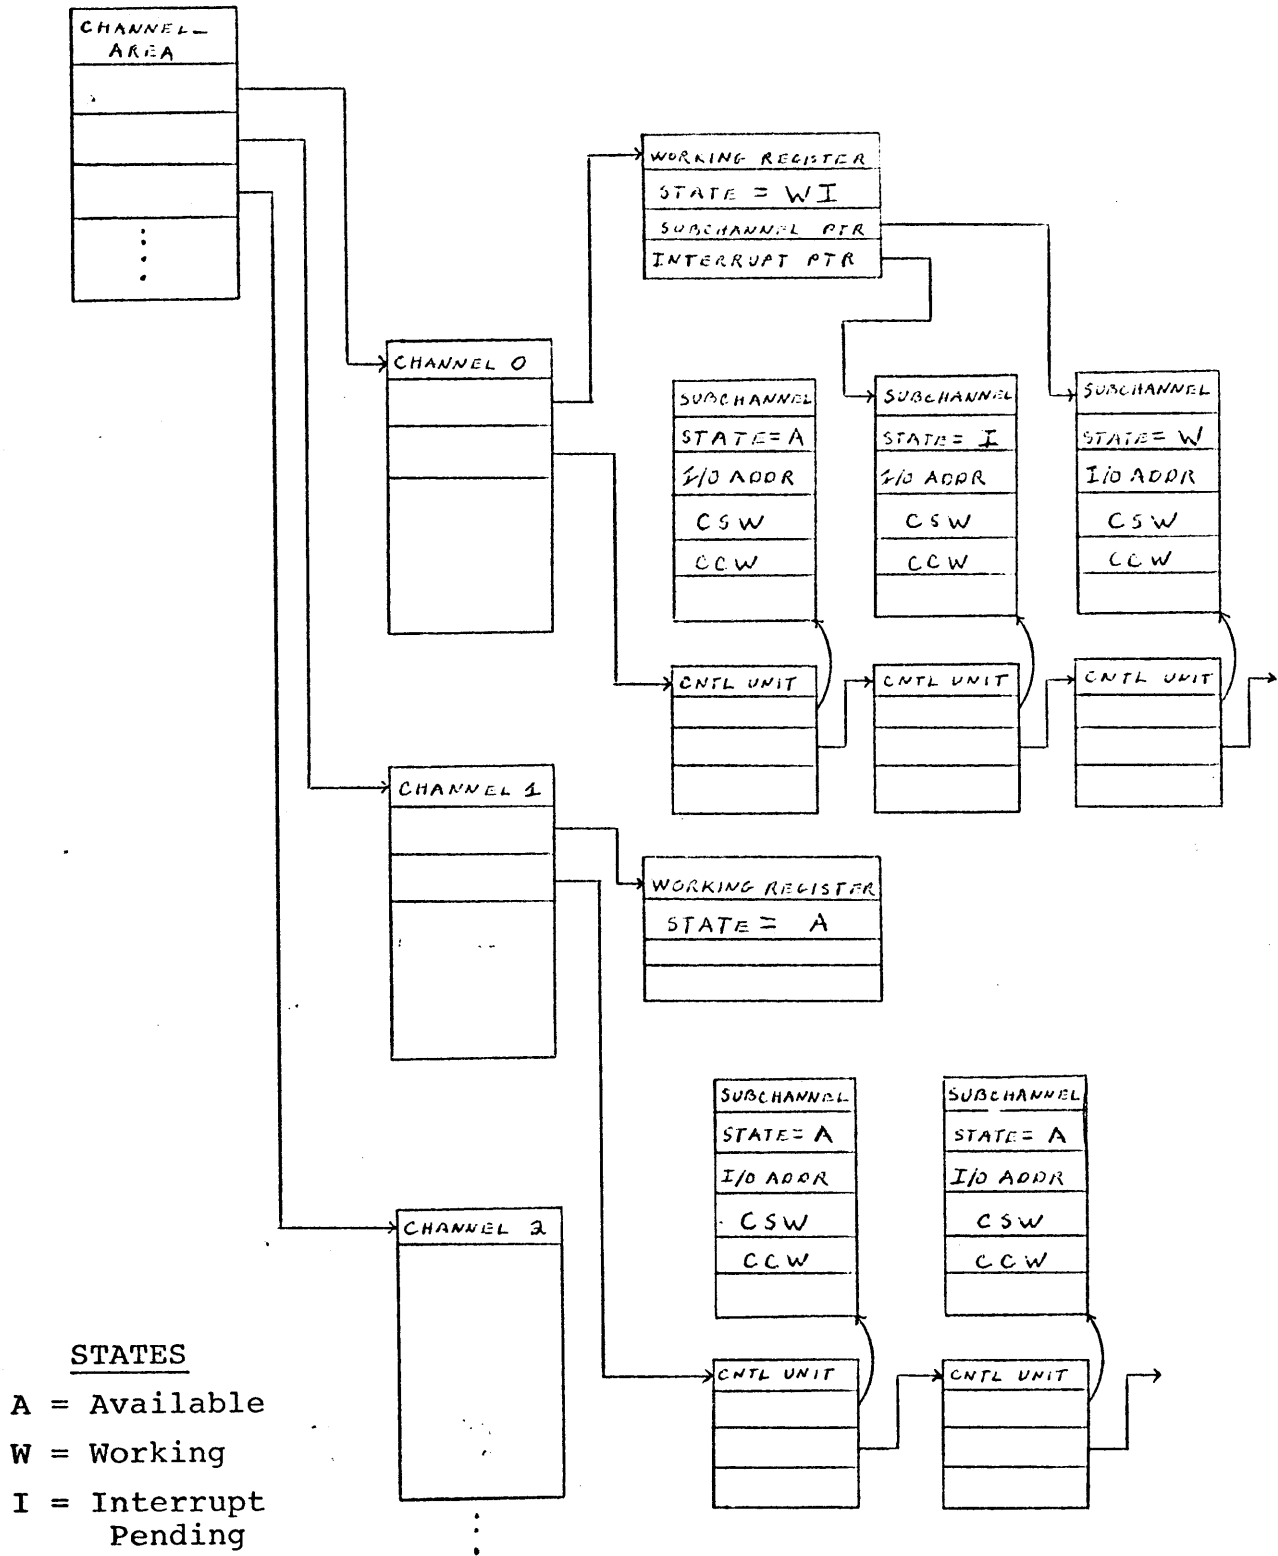 CHANNEL_
AREA
WORKING REGISTER
STATE = WI
SUBCHANNEL PTR
INTERRUPT PTR
CHANNEL 0
SUBCHANNEL
STATE=A
I/O ADDR
CSW
CCW
SUBCHANNEL
STATE= I
I/O ADDR
CSW
CCW
SUBCHANNEL
STATE= W
I/O ADDR
CSW
CCW
CNTL UNIT
CNTL UNIT
CNTL UNIT
CHANNEL 1
WORKING REGISTER
STATE = A
SUBCHANNEL
STATE= A
I/O ADDR
CSW
CCW
SUBCHANNEL
STATE= A
I/O ADDR
CSW
CCW
CHANNEL 2
CNTL UNIT
CNTL UNIT
STATES
A = Available
W = Working
I = Interrupt
Pending